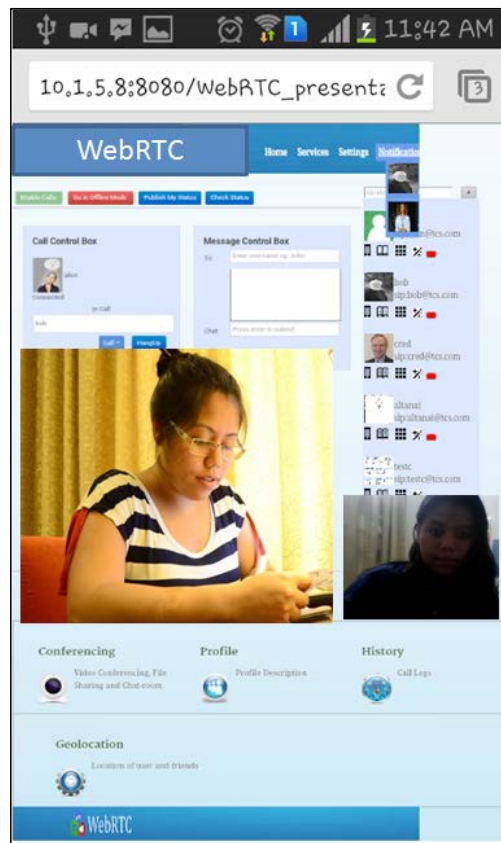 11:42 AM
1
10.1.5.8:8080/WebRTC_presenta
3
WebRTC
Home Services Settings Notification
Enable Calls Go in Offline Mode Publish My Status Check Status
Call Control Box
alice
Connected
In Call
bob
Call HangUp
Message Control Box
To
Enter username eg. John
Chat Press enter to submit
@tcs.com
bob
sip:bob@tcs.com
cred
sip:cred@tcs.com
altanai
sip:altanai@tcs.com
testc
sip:testc@tcs.com
Conferencing
Video Conferencing, File
Sharing and Chat-room
Profile
Profile Description
History
Call Logs
Geolocation
Location of user and friends
WebRTC